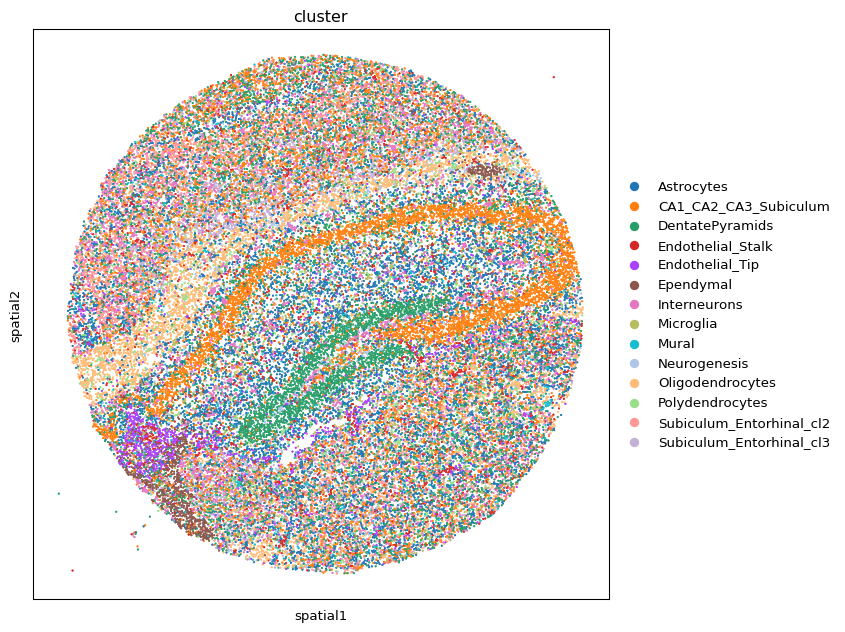 cluster
spatial2
spatial1
Astrocytes
CA1_CA2_CA3_Subiculum
DentatePyramids
Endothelial_Stalk
Endothelial_Tip
Ependymal
Interneurons
Microglia
Mural
Neurogenesis
Oligodendrocytes
Polydendrocytes
Subiculum_Entorhinal_cl2
Subiculum_Entorhinal_cl3